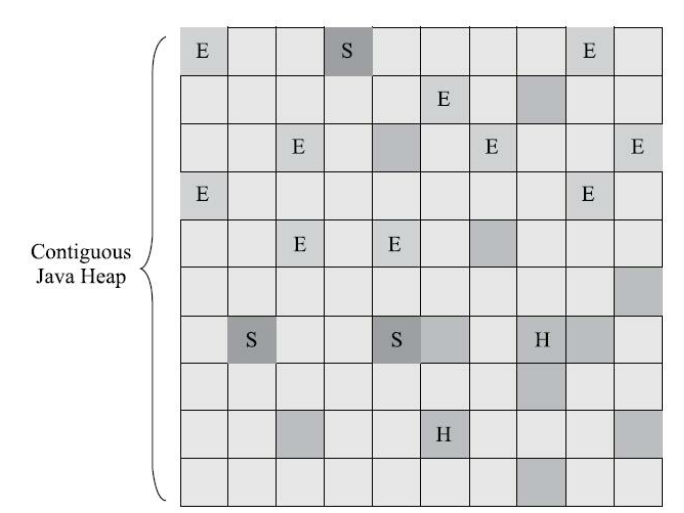 E S E
E
E E E
E E
Contiguous
Java Heap
E E
S S H
H